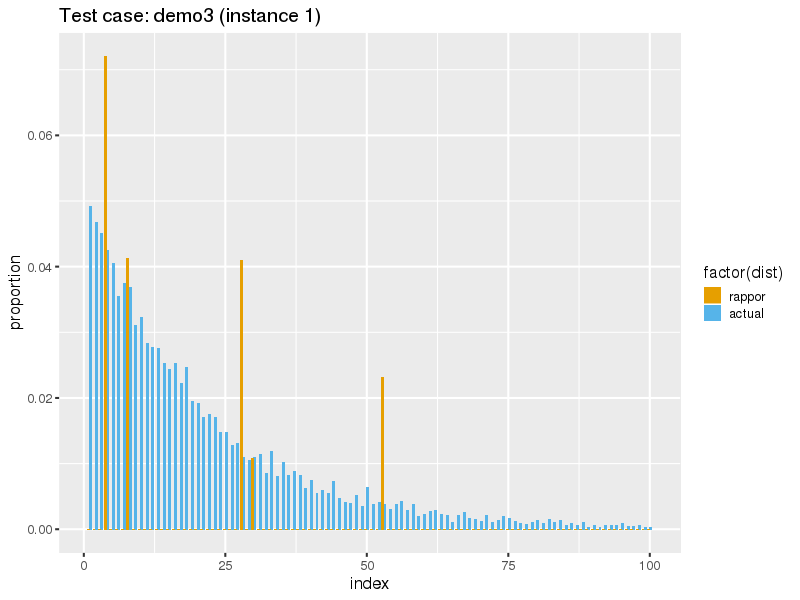 Test case: demo3 (instance 1)
proportion
0.06
0.04
0.02
0.00
0
25
50
75
100
index
factor(dist)
rappor
actual